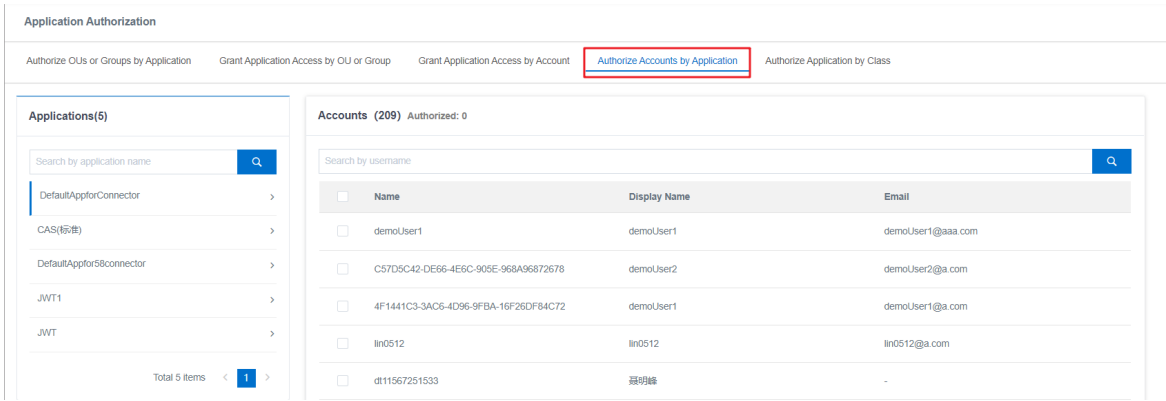 Application Authorization
Authorize OUs or Groups by Application Grant Application Access by OU or Group Grant Application Access by Account Authorize Accounts by Application Authorize Application by Class
Applications(5)
Search by application name
DefaultAppforConnector
CAS(标准)
DefaultAppfor58connector
JWT1
JWT
Total 5 items < 1 >
Accounts (209) Authorized: 0
Search by username
Name Display Name Email
demoUser1 demoUser1 demoUser1@aaa.com
C57D5C42-DE66-4E6C-905E-968A96872678 demoUser2 demoUser2@a.com
4F1441C3-3AC6-4D96-9FBA-16F26DF84C72 demoUser1 demoUser1@a.com
lin0512 lin0512 lin0512@a.com
dt11567251533 聂明峰 -